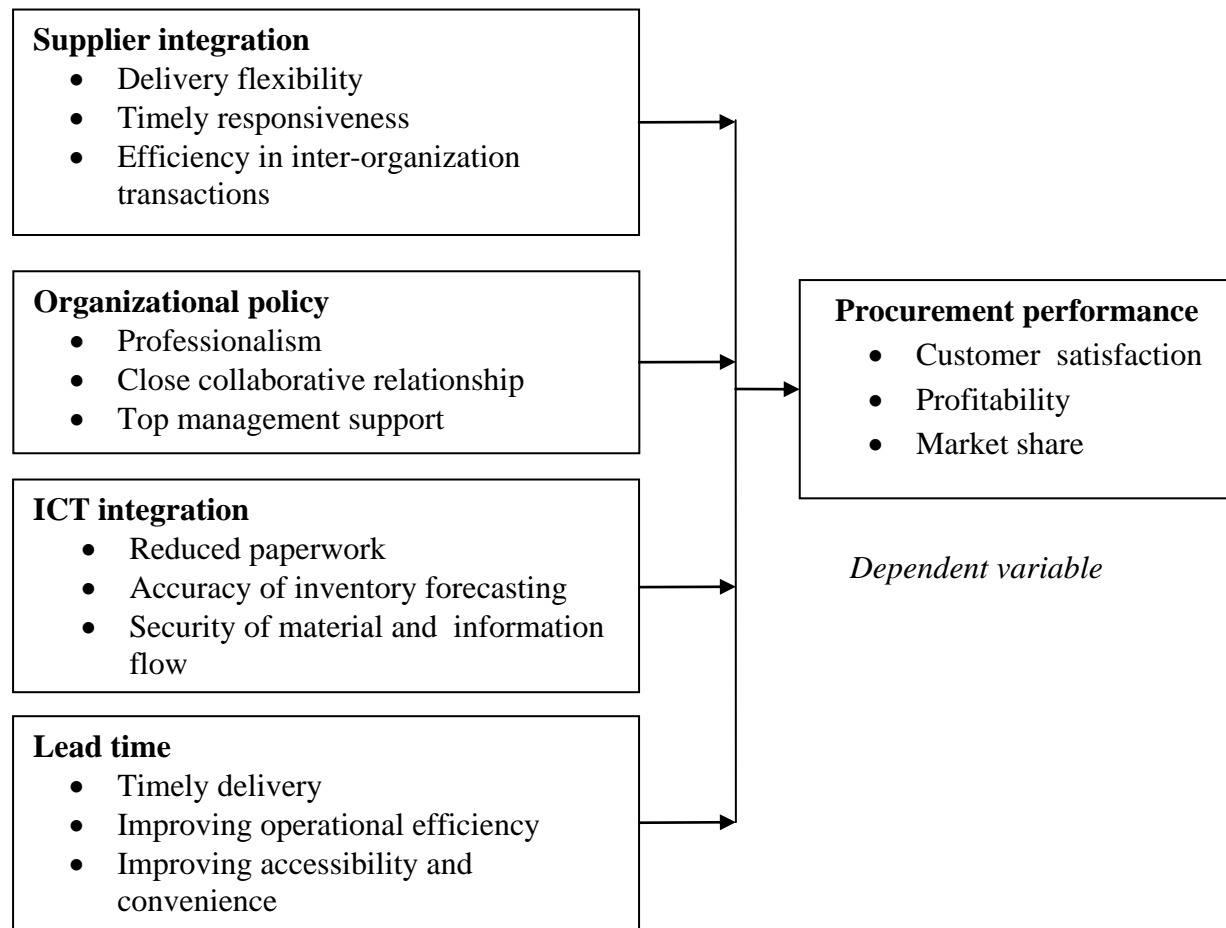 Supplier integration
• Delivery flexibility
• Timely responsiveness
• Efficiency in inter-organization
transactions
Organizational policy
• Professionalism
• Close collaborative relationship
• Top management support
ICT integration
• Reduced paperwork
• Accuracy of inventory forecasting
• Security of material and information
flow
Lead time
• Timely delivery
• Improving operational efficiency
• Improving accessibility and
convenience
Procurement performance
• Customer satisfaction
• Profitability
• Market share
Dependent variable